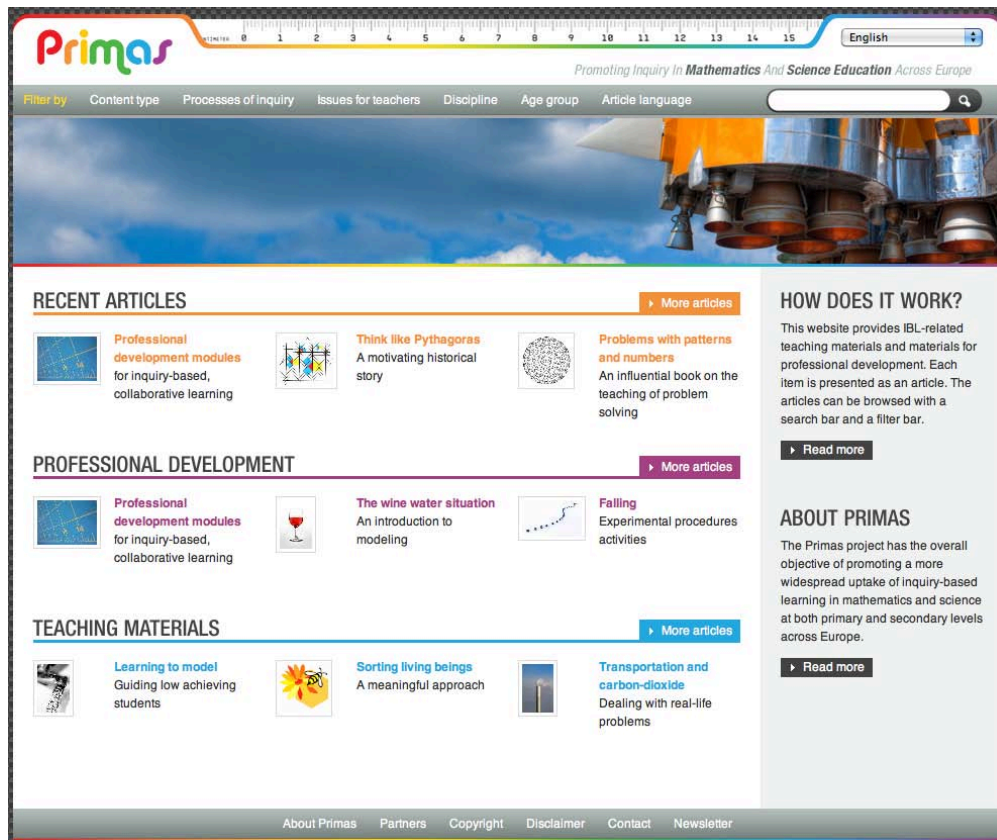 Primas
0 1 2 3 4 5 6 7 8 9 10 11 12 13 14 15
English
Promoting Inquiry In Mathematics And Science Education Across Europe
Filter by Content type Processes of inquiry Issues for teachers Discipline Age group Article language
RECENT ARTICLES
More articles
Professional
development modules
for inquiry-based,
collaborative learning
Think like Pythagoras
A motivating historical
story
Problems with patterns
and numbers
An influential book on the
teaching of problem
solving
PROFESSIONAL DEVELOPMENT
More articles
Professional
development modules
for inquiry-based,
collaborative learning
The wine water situation
An introduction to
modeling
Falling
Experimental procedures
activities
TEACHING MATERIALS
More articles
Learning to model
Guiding low achieving
students
Sorting living beings
A meaningful approach
Transportation and
carbon-dioxide
Dealing with real-life
problems
HOW DOES IT WORK?
This website provides IBL-related
teaching materials and materials for
professional development. Each
item is presented as an article. The
articles can be browsed with a
search bar and a filter bar.
Read more
ABOUT PRIMAS
The Primas project has the overall
objective of promoting a more
widespread uptake of inquiry-based
learning in mathematics and science
at both primary and secondary levels
across Europe.
Read more
About Primas Partners Copyright Disclaimer Contact Newsletter